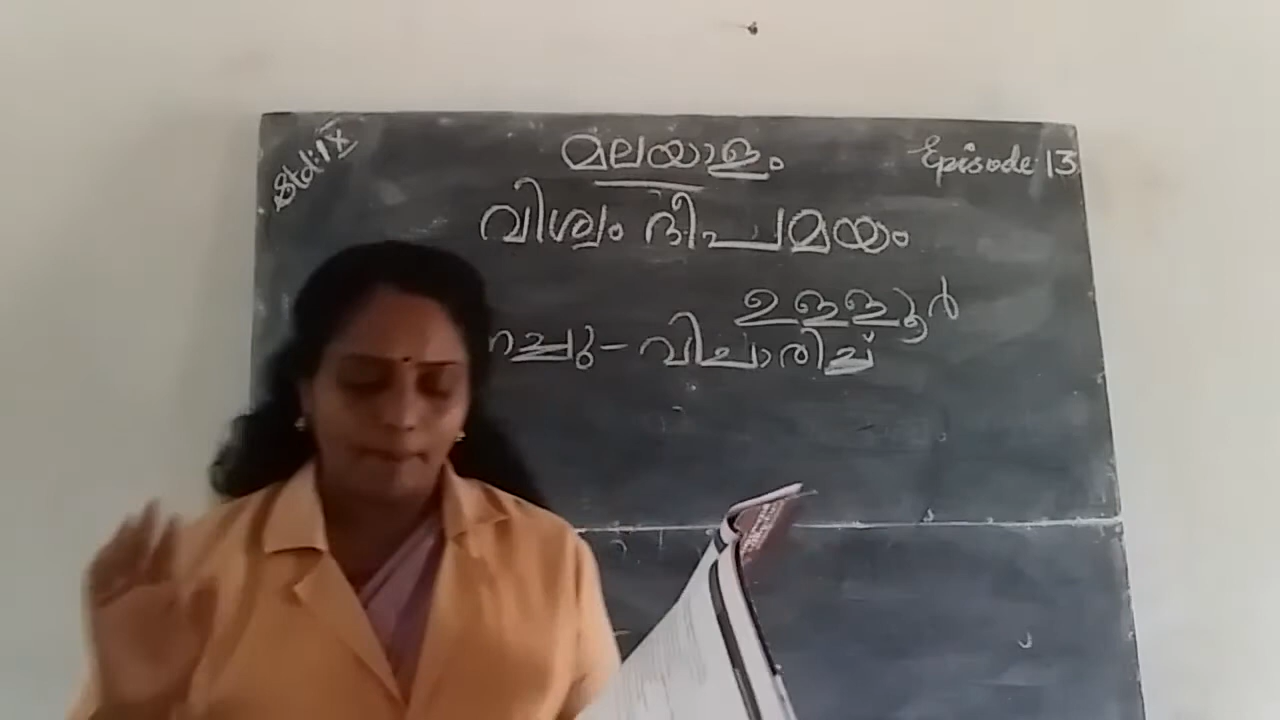 Std: IX
മലയാളം
Episode 13
വിശ്വം ദീപമയം
ഉള്ളൂർ
വിചാരിച്ച്